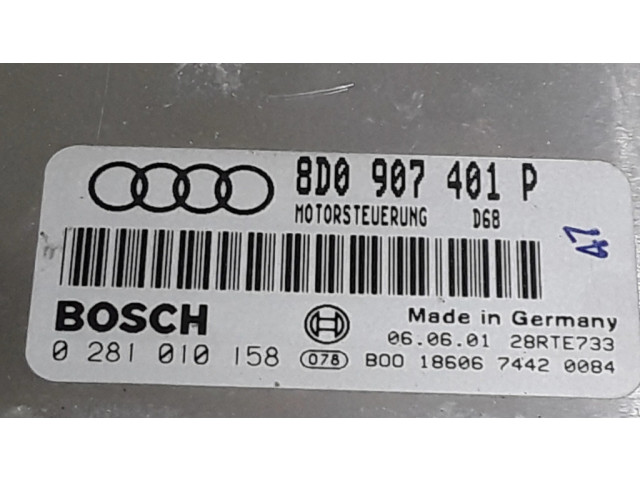 8D0 907 401 P
MOTORSTEUERUNG D68
47
BOSCH
Made in Germany
06.06.01 28RTE733
0 281 010 158 078 B00 18606 7442 0084